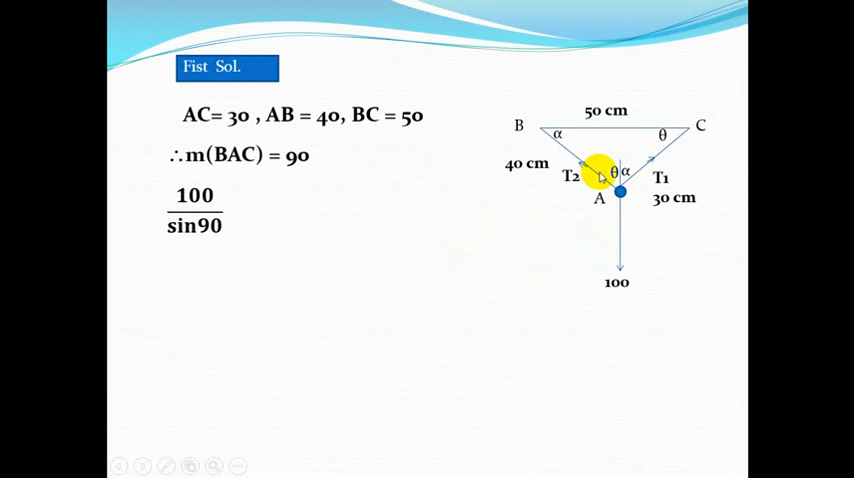 Fist Sol.
AC= 30 , AB = 40, BC = 50
∴m(BAC) = 90
100
sin90
50 cm
B
α
θ
C
40 cm
T2
θ
α
T1
A
30 cm
100